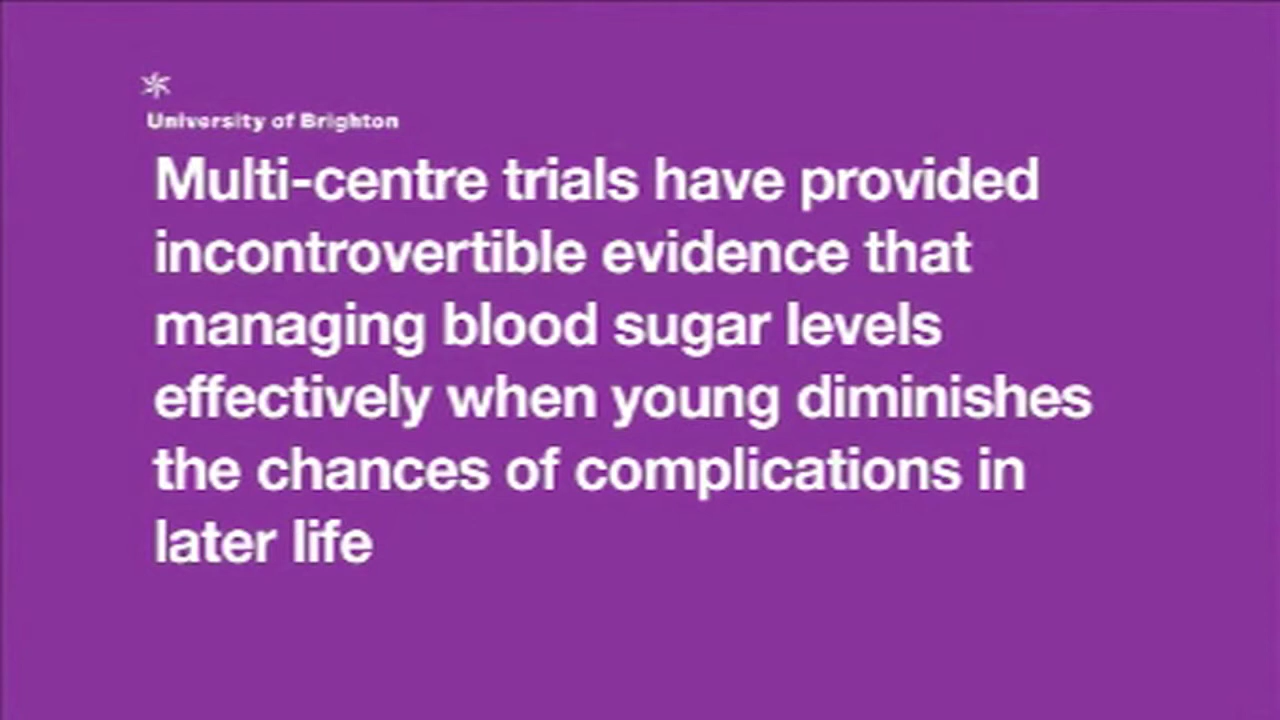 University of Brighton
Multi-centre trials have provided
incontrovertible evidence that
managing blood sugar levels
effectively when young diminishes
the chances of complications in
later life